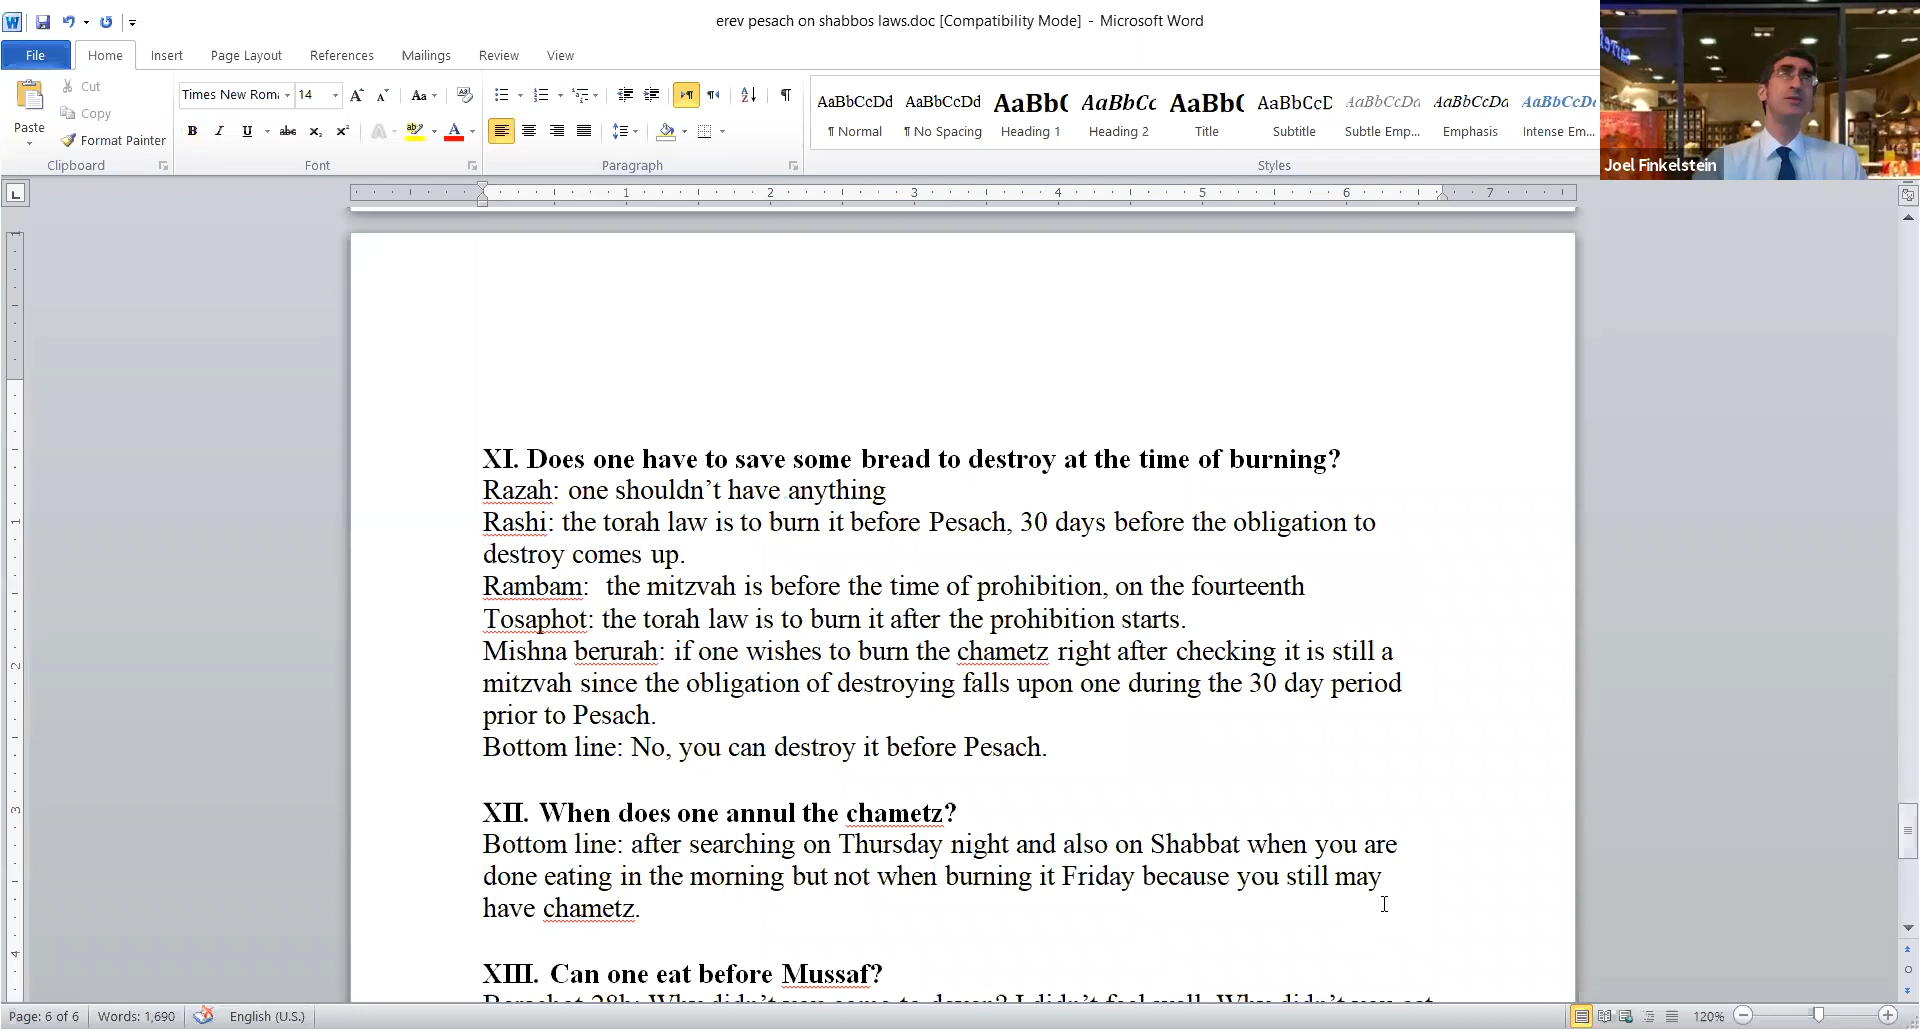 erev pesach on shabbos laws.doc [Compatibility Mode] - Microsoft Word
File Home Insert Page Layout References Mailings Review View
Paste
Cut
Copy
Format Painter
Clipboard
Times New Roma 14
Font
Paragraph
AaBbCcDd AaBbCcDd AaBb( AaBbCc AaBb( AaBbCcD AaBbCcDd AaBbCcDd AaBbCcDd
¶ Normal ¶ No Spacing Heading 1 Heading 2 Title Subtitle Subtle Emp... Emphasis Intense Em...
Styles
Joel Finkelstein
1 2 3 4 5 6 7
XI. Does one have to save some bread to destroy at the time of burning?
Razah: one shouldn’t have anything
Rashi: the torah law is to burn it before Pesach, 30 days before the obligation to
destroy comes up.
Rambam: the mitzvah is before the time of prohibition, on the fourteenth
Tosaphot: the torah law is to burn it after the prohibition starts.
Mishna berurah: if one wishes to burn the chametz right after checking it is still a
mitzvah since the obligation of destroying falls upon one during the 30 day period
prior to Pesach.
Bottom line: No, you can destroy it before Pesach.
XII. When does one annul the chametz?
Bottom line: after searching on Thursday night and also on Shabbat when you are
done eating in the morning but not when burning it Friday because you still may
have chametz.
XIII. Can one eat before Mussaf?
Page: 6 of 6 Words: 1,690 English (U.S.) 120%